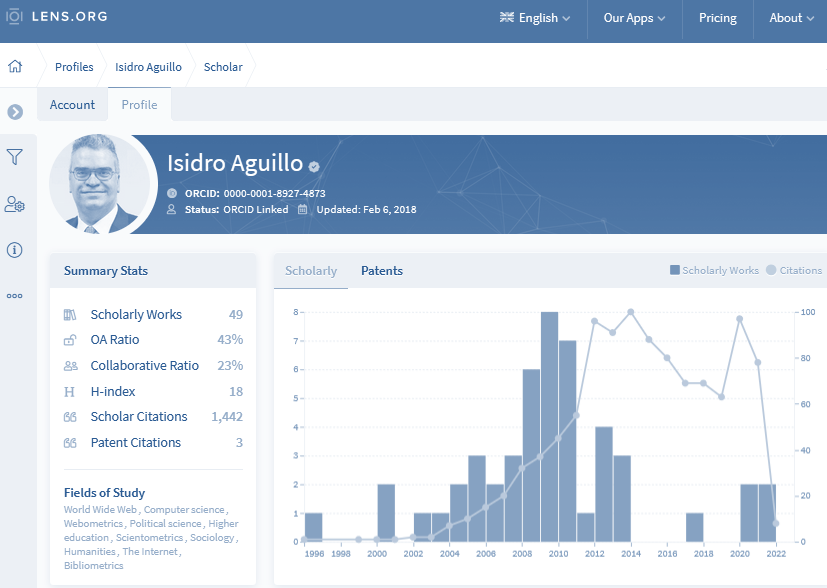 LENS.ORG
English
Our Apps
Pricing
About
Profiles
Isidro Aguillo
Scholar
Account
Profile
Isidro Aguillo
ORCID: 0000-0001-8927-4873
Status: ORCID Linked Updated: Feb 6, 2018
Summary Stats
Scholarly Works 49
OA Ratio 43%
Collaborative Ratio 23%
H-index 18
Scholar Citations 1,442
Patent Citations 3
Fields of Study
World Wide Web , Computer science ,
Webometrics , Political science , Higher
education , Scientometrics , Sociology ,
Humanities , The Internet ,
Bibliometrics
Scholarly
Patents
Scholarly Works
Citations
8
7
6
5
4
3
2
1
0
100
80
60
40
20
0
1996 1998 2000 2002 2004 2006 2008 2010 2012 2014 2016 2018 2020 2022